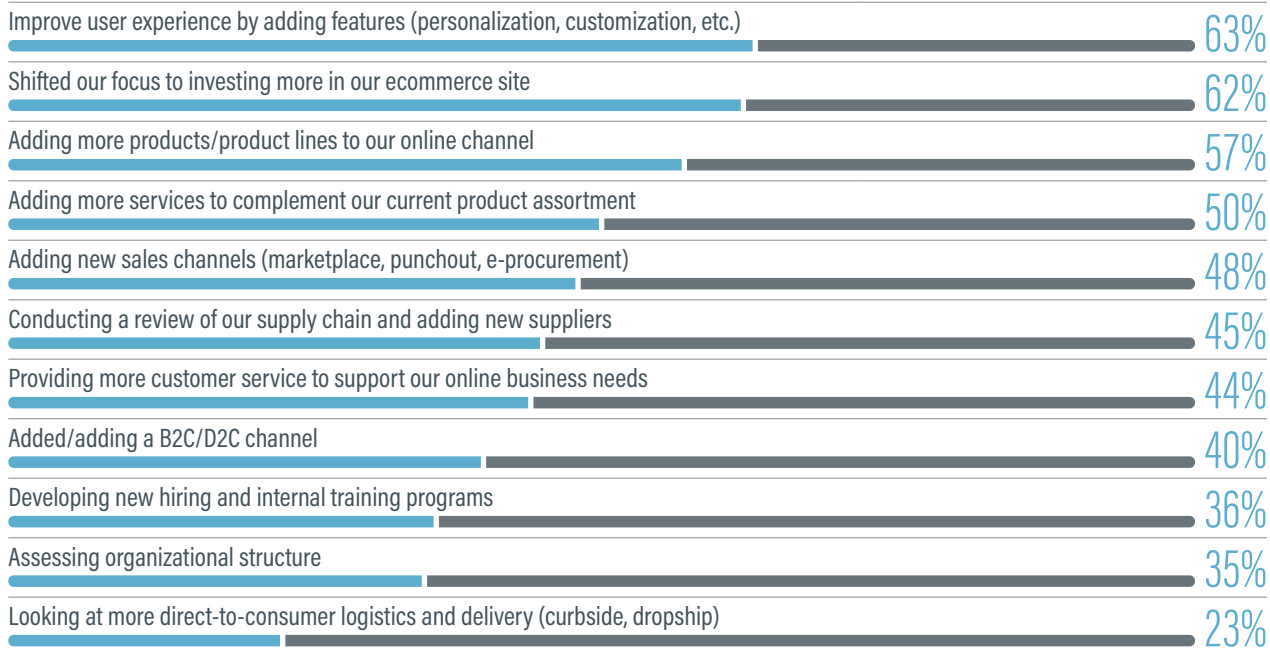 Improve user experience by adding features (personalization, customization, etc.)
63%
Shifted our focus to investing more in our ecommerce site
62%
Adding more products/product lines to our online channel
57%
Adding more services to complement our current product assortment
50%
Adding new sales channels (marketplace, punchout, e-procurement)
48%
Conducting a review of our supply chain and adding new suppliers
45%
Providing more customer service to support our online business needs
44%
Added/adding a B2C/D2C channel
40%
Developing new hiring and internal training programs
36%
Assessing organizational structure
35%
Looking at more direct-to-consumer logistics and delivery (curbside, dropship)
23%